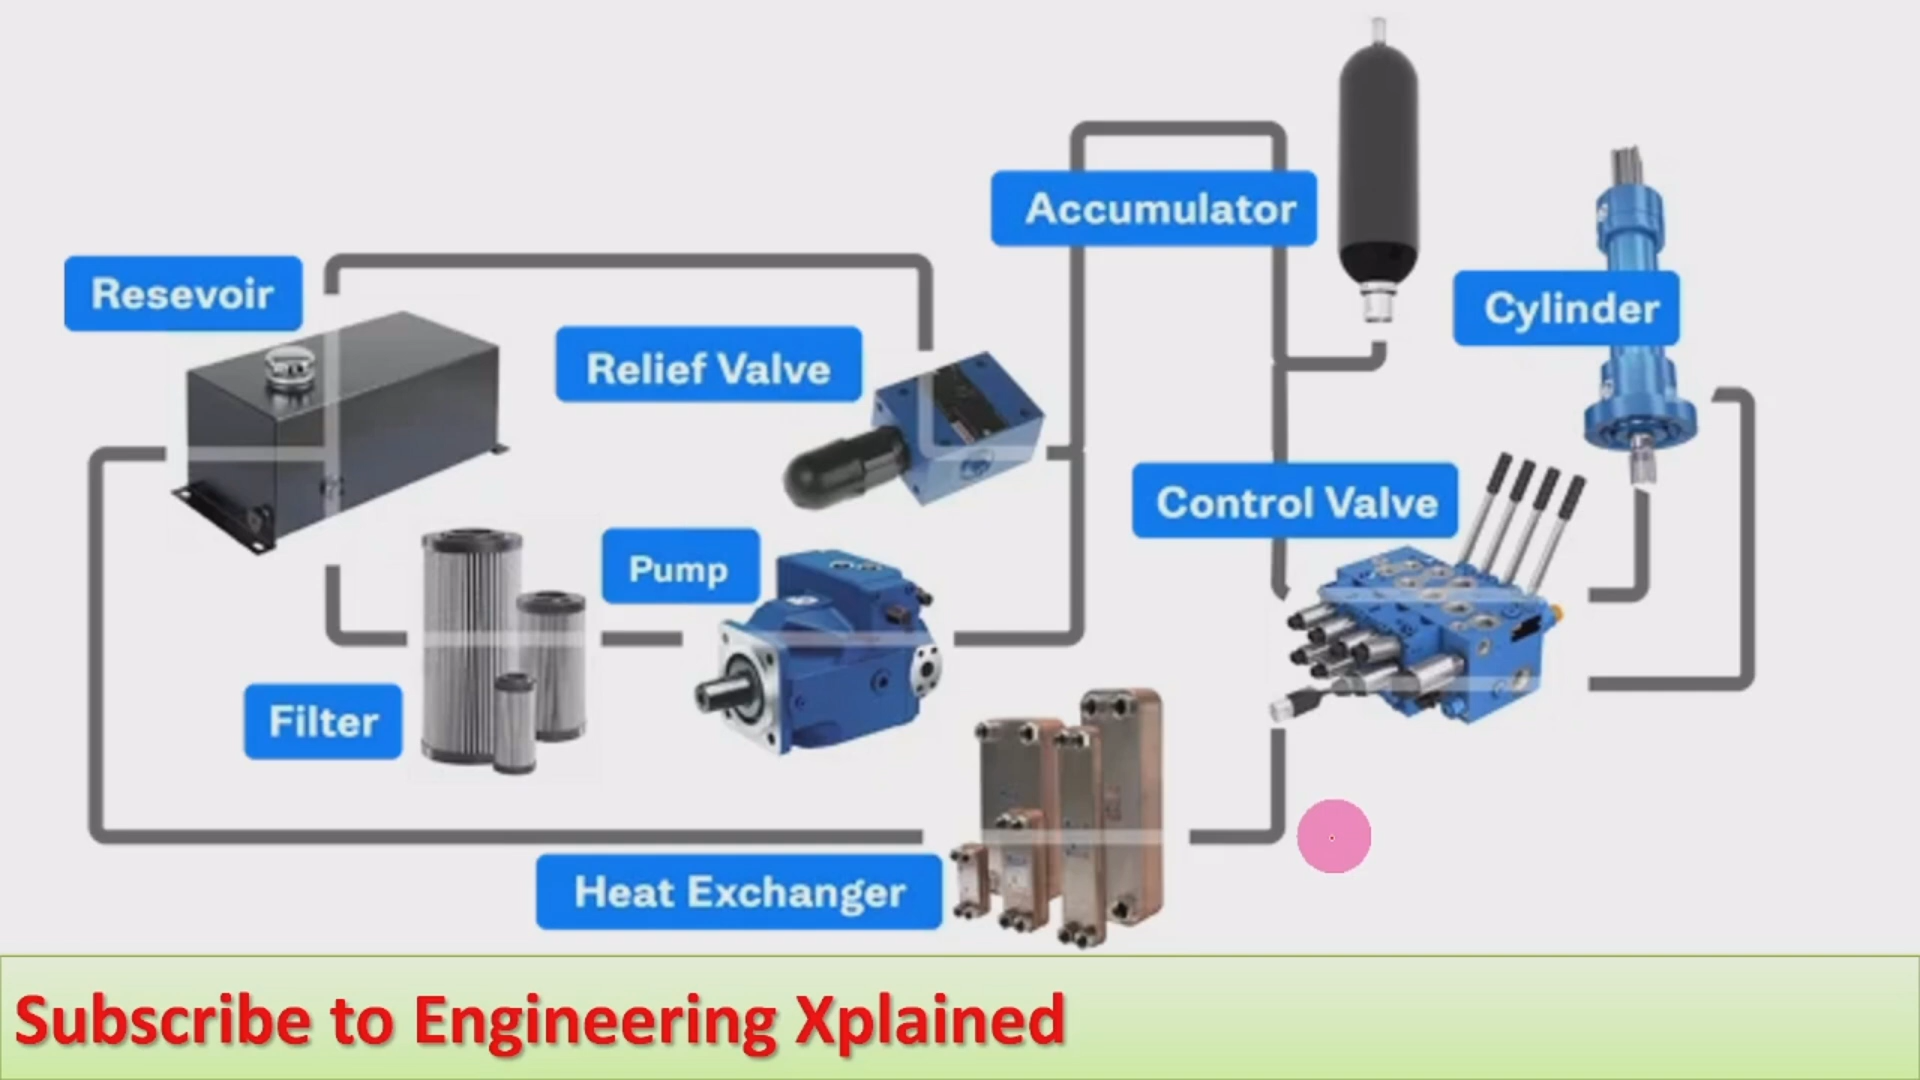 Accumulator
Resevoir
Cylinder
Relief Valve
Control Valve
Pump
Filter
Heat Exchanger
Subscribe to Engineering Xplained